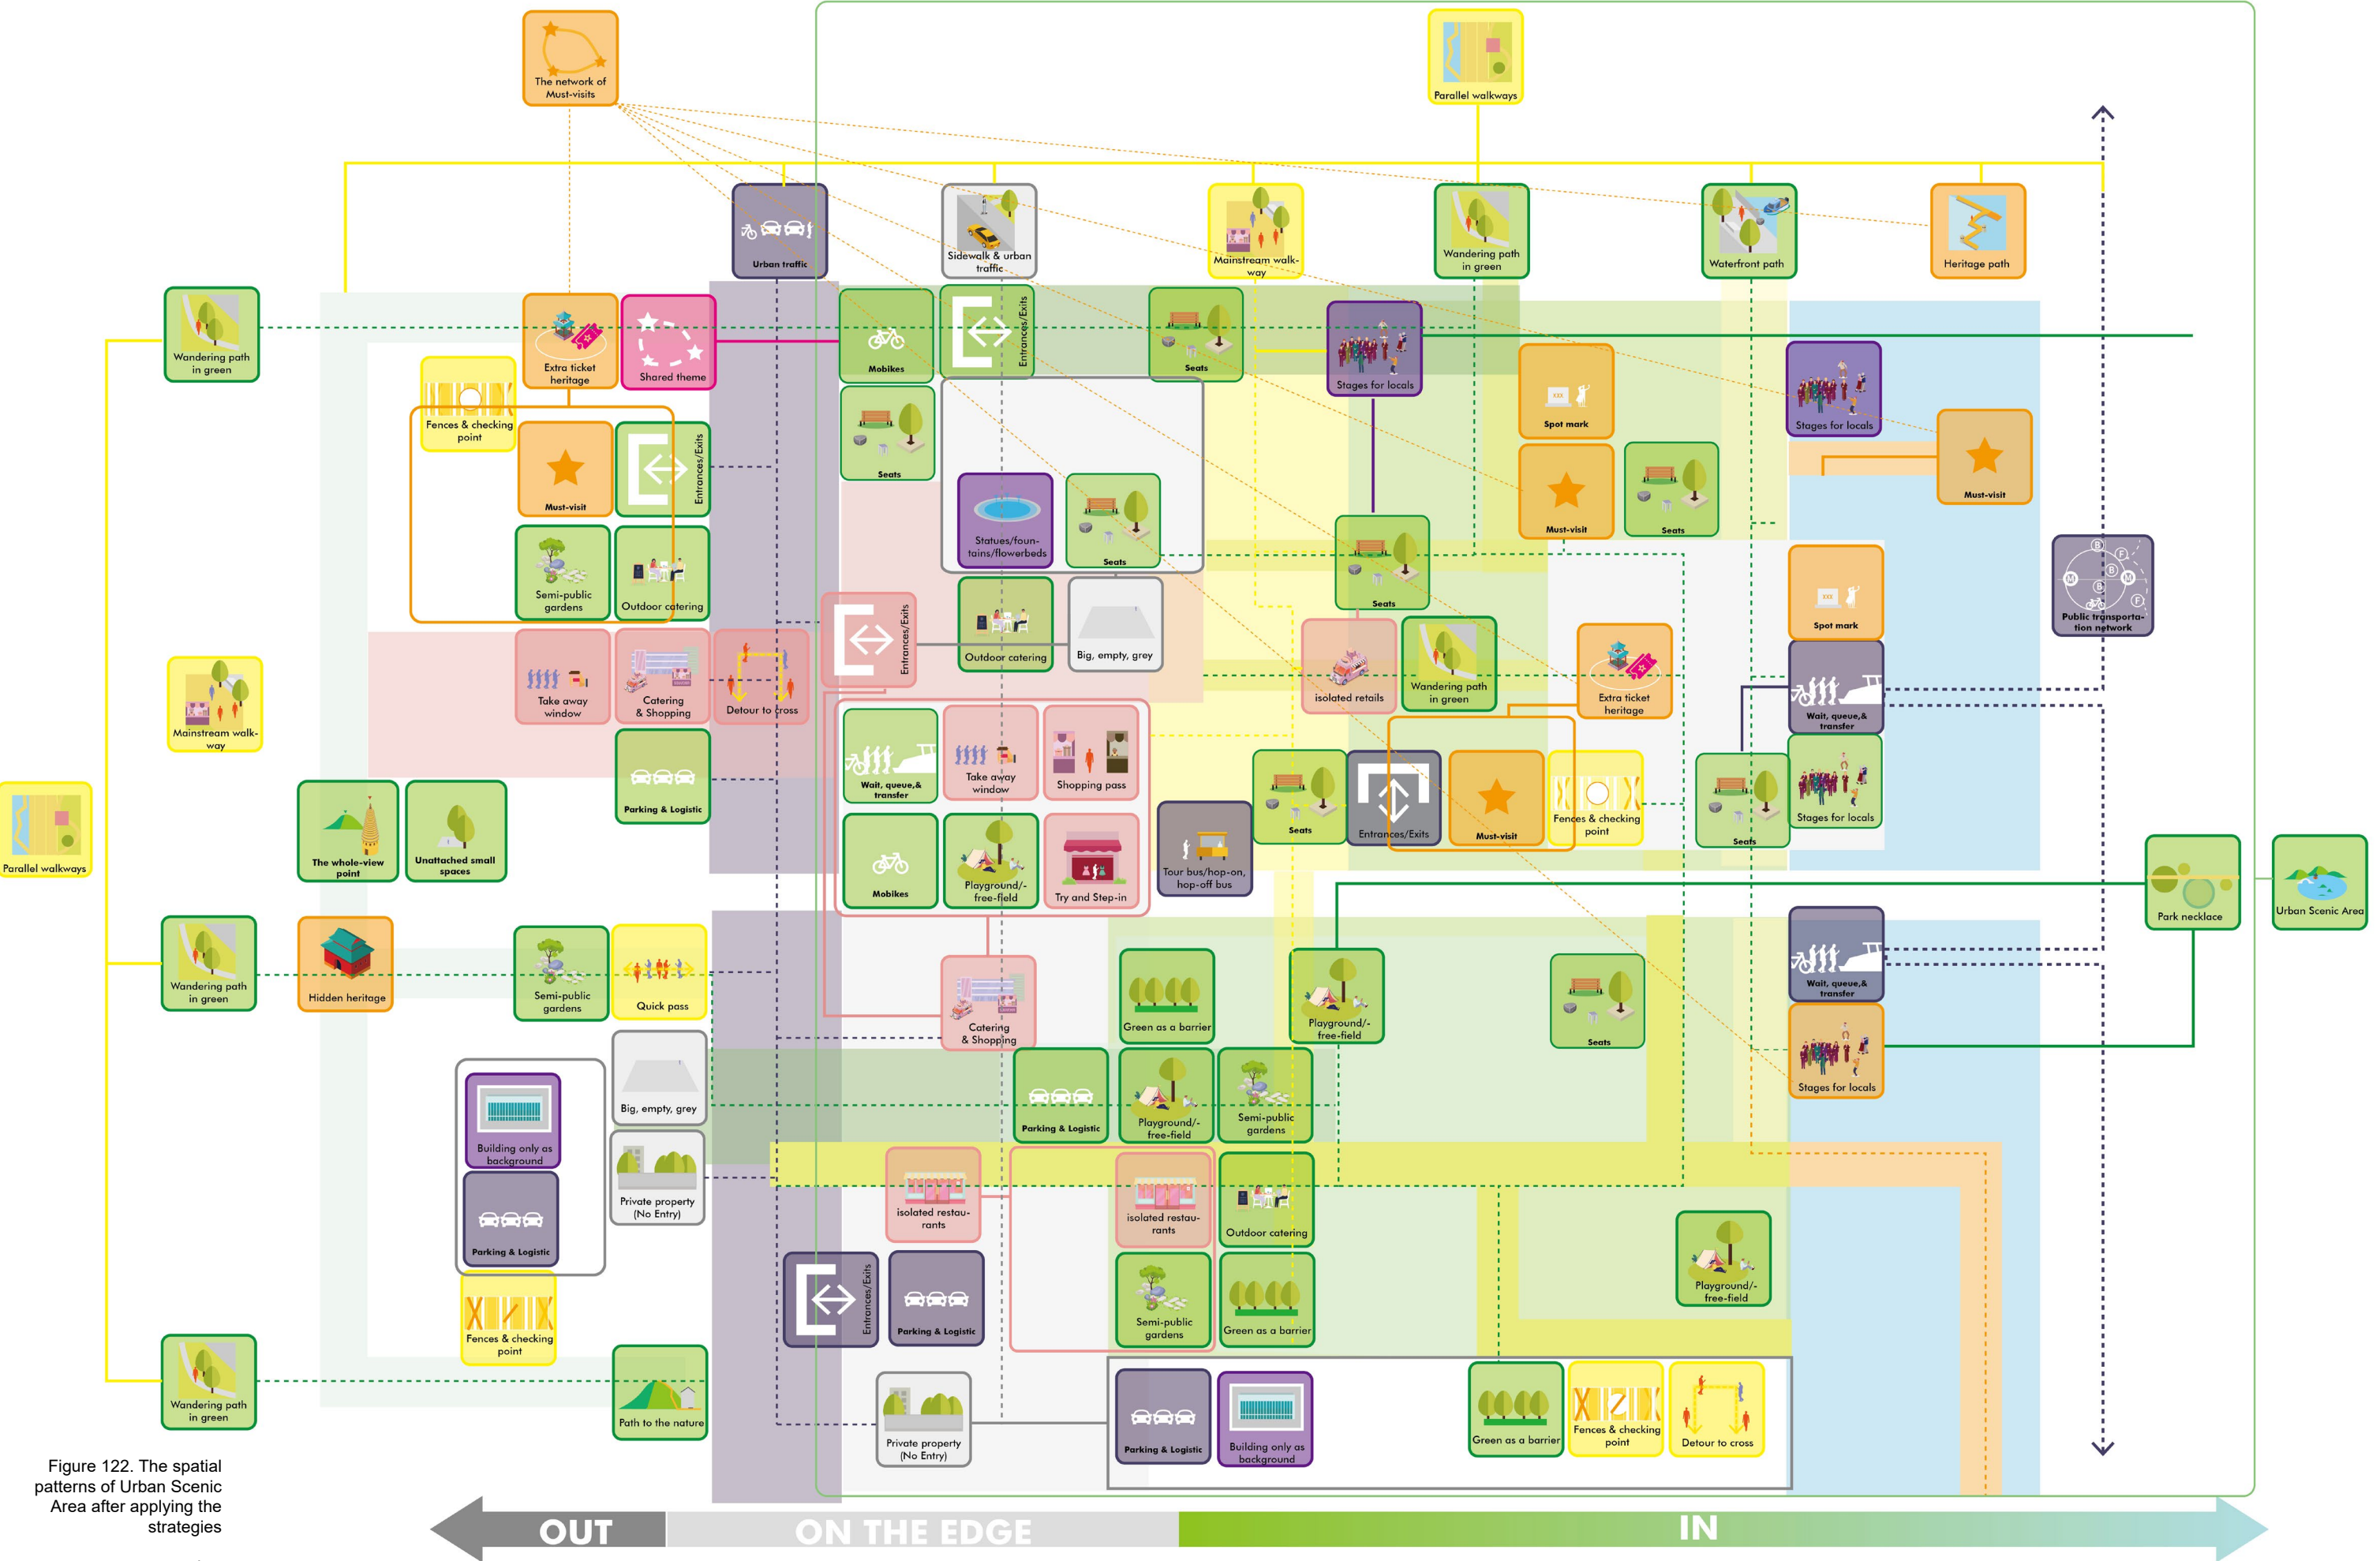 The network of
Must-visits
Parallel walkways
Urban traffic
Sidewalk & urban
traffic
Mainstream walk-
way
Wandering path
in green
Waterfront path
Heritage path
Wandering path
in green
Extra ticket
heritage
Shared theme
Mobikes
Entrances/Exits
Seats
Stages for locals
Fences & checking
point
Must-visit
Entrances/Exits
Seats
Spot mark
Stages for locals
Must-visit
Statues/foun-
tains/flowerbeds
Seats
Must-visit
Seats
Semi-public
gardens
Outdoor catering
Entrances/Exits
Outdoor catering
Big, empty, grey
Seats
Spot mark
B
F
B
M
M
B
F
Public transporta-
tion network
Mainstream walk-
way
Take away
window
Catering
& Shopping
Detour to cross
isolated retails
Wandering path
in green
Extra ticket
heritage
Wait, queue,&
transfer
Parking & Logistic
Wait, queue,&
transfer
Take away
window
Shopping pass
Seats
Entrances/Exits
Must-visit
Fences & checking
point
Seats
Stages for locals
Parallel walkways
The whole-view
point
Unattached small
spaces
Mobikes
Playground/-
free-field
Try and Step-in
Tour bus/hop-on,
hop-off bus
Park necklace
Urban Scenic Area
Wandering path
in green
Hidden heritage
Semi-public
gardens
Quick pass
Catering
& Shopping
Green as a barrier
Playground/-
free-field
Seats
Wait, queue,&
transfer
Big, empty, grey
Parking & Logistic
Playground/-
free-field
Semi-public
gardens
Stages for locals
Building only as
background
Private property
(No Entry)
isolated restau-
rants
isolated restau-
rants
Outdoor catering
Parking & Logistic
Entrances/Exits
Parking & Logistic
Semi-public
gardens
Green as a barrier
Playground/-
free-field
Fences & checking
point
Wandering path
in green
Path to the nature
Private property
(No Entry)
Parking & Logistic
Building only as
background
Green as a barrier
Fences & checking
point
Detour to cross
Figure 122. The spatial
patterns of Urban Scenic
Area after applying the
strategies
OUT
ON THE EDGE
IN